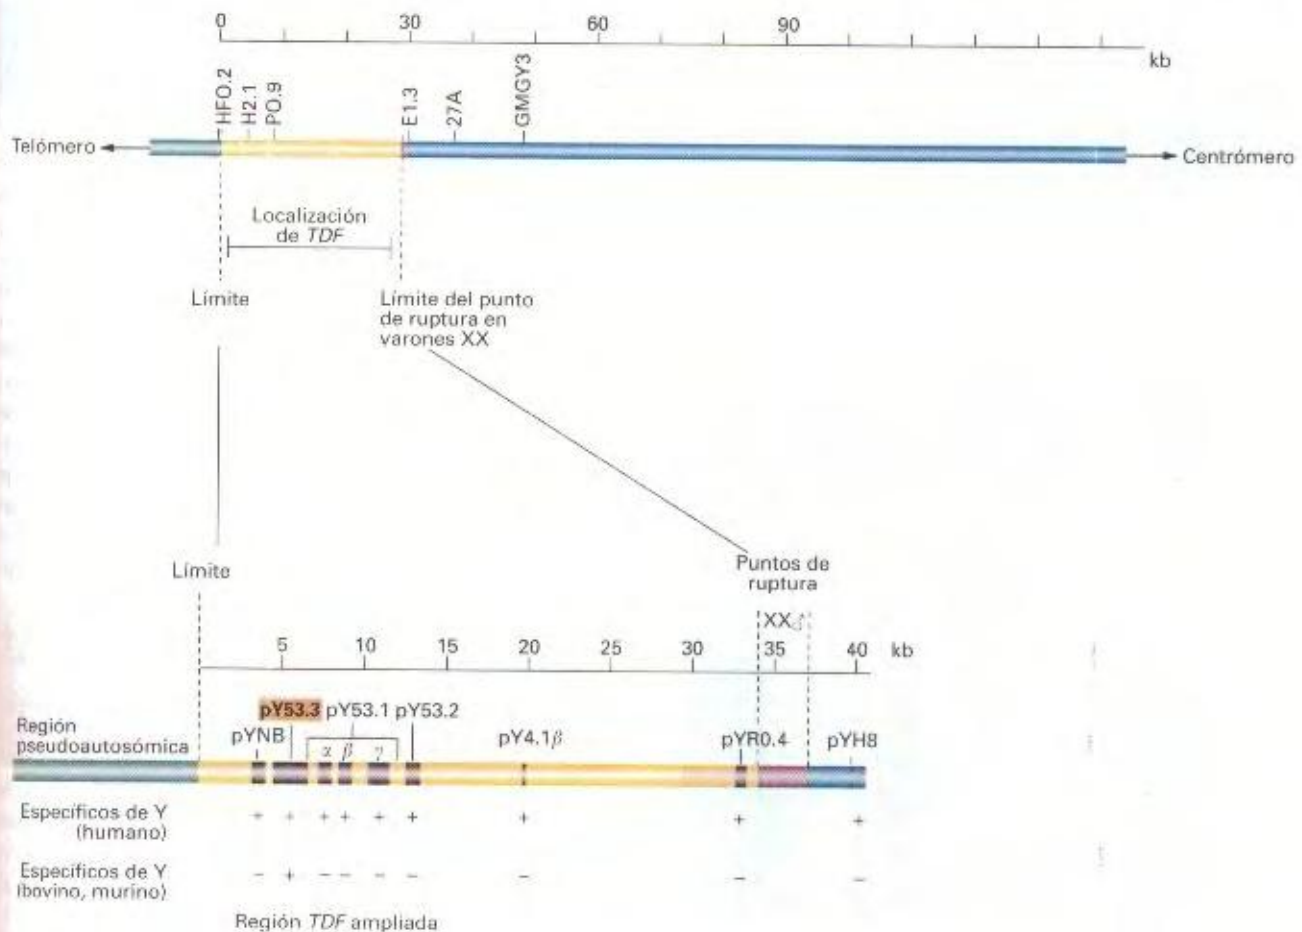 0 30 60 90
kb
HFO.2
H2.1
PO.9
E1.3
27A
GMGY3
Telómero
Centrómero
Localización
de TDF
Límite
Límite del punto
de ruptura en
varones XX
Límite
Puntos de
ruptura
XX♂
5 10 15 20 25 30 35 40 kb
pY53.3 pY53.1 pY53.2
Región
pseudoautosómica
pYNB
α β γ
pY4.1β
pYR0.4
pYH8
Específicos de Y
(humano)
+ + + + + + + + +
Específicos de Y
(bovino, murino)
− + − − − − − − −
Región TDF ampliada